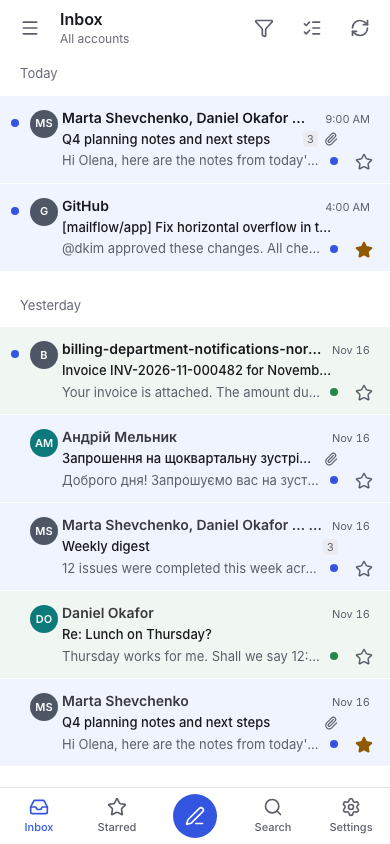 Inbox
All accounts
Today
MS Marta Shevchenko, Daniel Okafor ... 9:00 AM
Q4 planning notes and next steps 3
Hi Olena, here are the notes from today'...
G GitHub 4:00 AM
[mailflow/app] Fix horizontal overflow in t...
@dkim approved these changes. All che...
Yesterday
B billing-department-notifications-nor... Nov 16
Invoice INV-2026-11-000482 for Novemb...
Your invoice is attached. The amount du...
АМ Андрій Мельник Nov 16
Запрошення на щоквартальну зустрі...
Доброго дня! Запрошуємо вас на зуст...
MS Marta Shevchenko, Daniel Okafor ... ... Nov 16
Weekly digest 3
12 issues were completed this week acr...
DO Daniel Okafor Nov 16
Re: Lunch on Thursday?
Thursday works for me. Shall we say 12:...
MS Marta Shevchenko Nov 16
Q4 planning notes and next steps
Hi Olena, here are the notes from today'...
Inbox Starred Search Settings